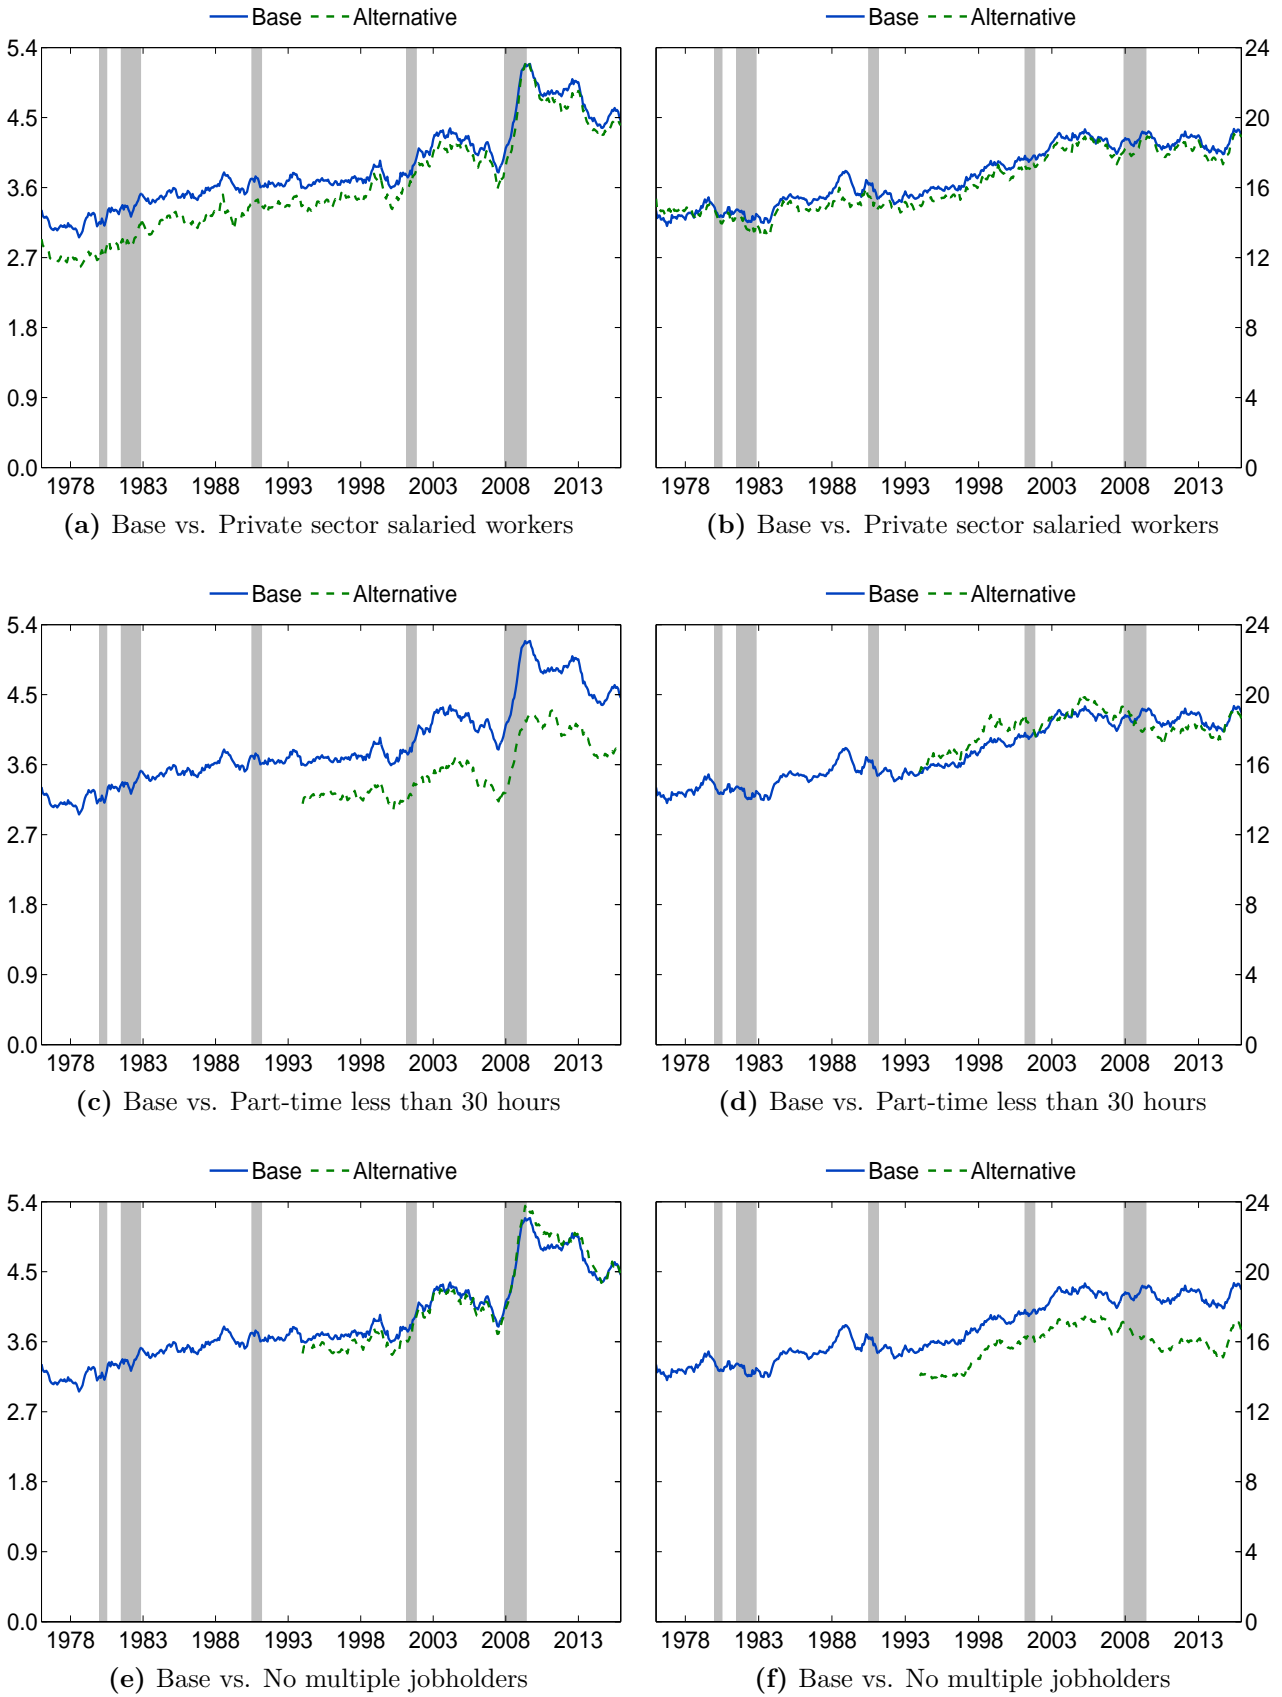 Base Alternative
Base Alternative
5.4
4.5
3.6
2.7
1.8
0.9
0.0
1978 1983 1988 1993 1998 2003 2008 2013
24
20
16
12
8
4
0
1978 1983 1988 1993 1998 2003 2008 2013
(a) Base vs. Private sector salaried workers
(b) Base vs. Private sector salaried workers
Base Alternative
Base Alternative
5.4
4.5
3.6
2.7
1.8
0.9
0.0
1978 1983 1988 1993 1998 2003 2008 2013
24
20
16
12
8
4
0
1978 1983 1988 1993 1998 2003 2008 2013
(c) Base vs. Part-time less than 30 hours
(d) Base vs. Part-time less than 30 hours
Base Alternative
Base Alternative
5.4
4.5
3.6
2.7
1.8
0.9
0.0
1978 1983 1988 1993 1998 2003 2008 2013
24
20
16
12
8
4
0
1978 1983 1988 1993 1998 2003 2008 2013
(e) Base vs. No multiple jobholders
(f) Base vs. No multiple jobholders